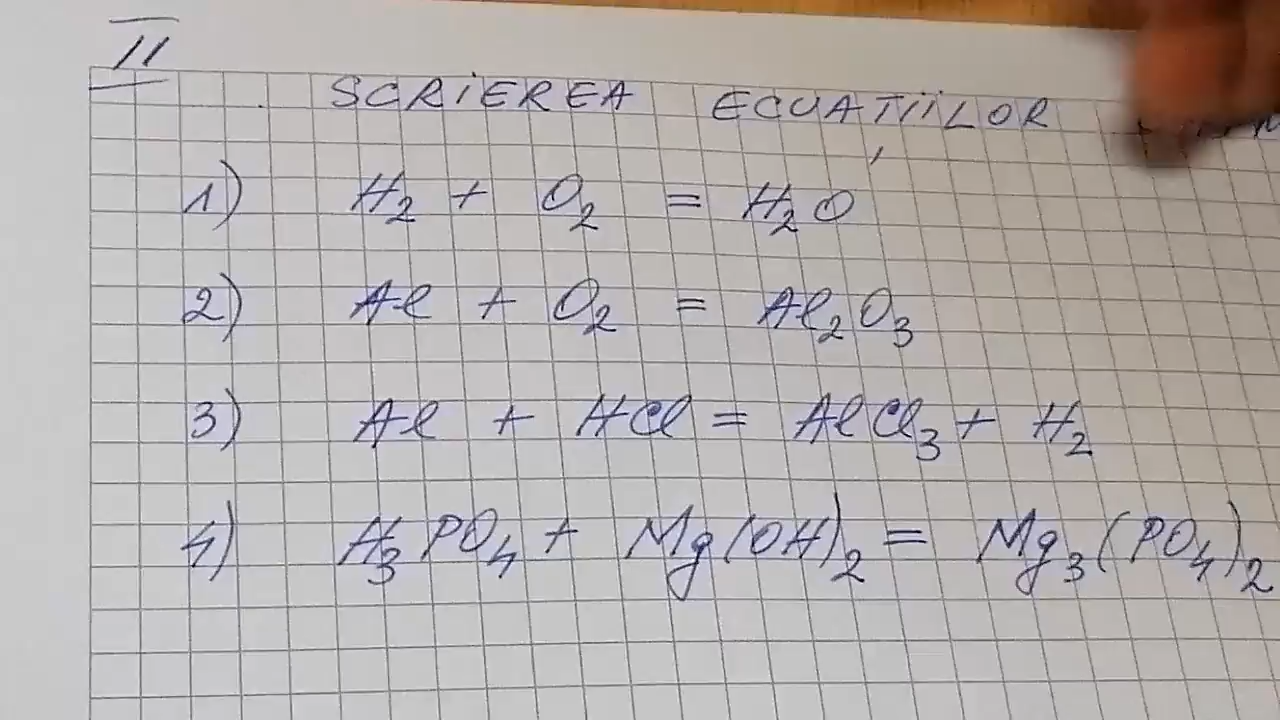 II
SCRIEREA ECUAȚIILOR
1) H₂ + O₂ = H₂O
2) Al + O₂ = Al₂O₃
3) Al + HCl = AlCl₃ + H₂
4) H₃PO₄ + Mg(OH)₂ = Mg₃(PO₄)₂